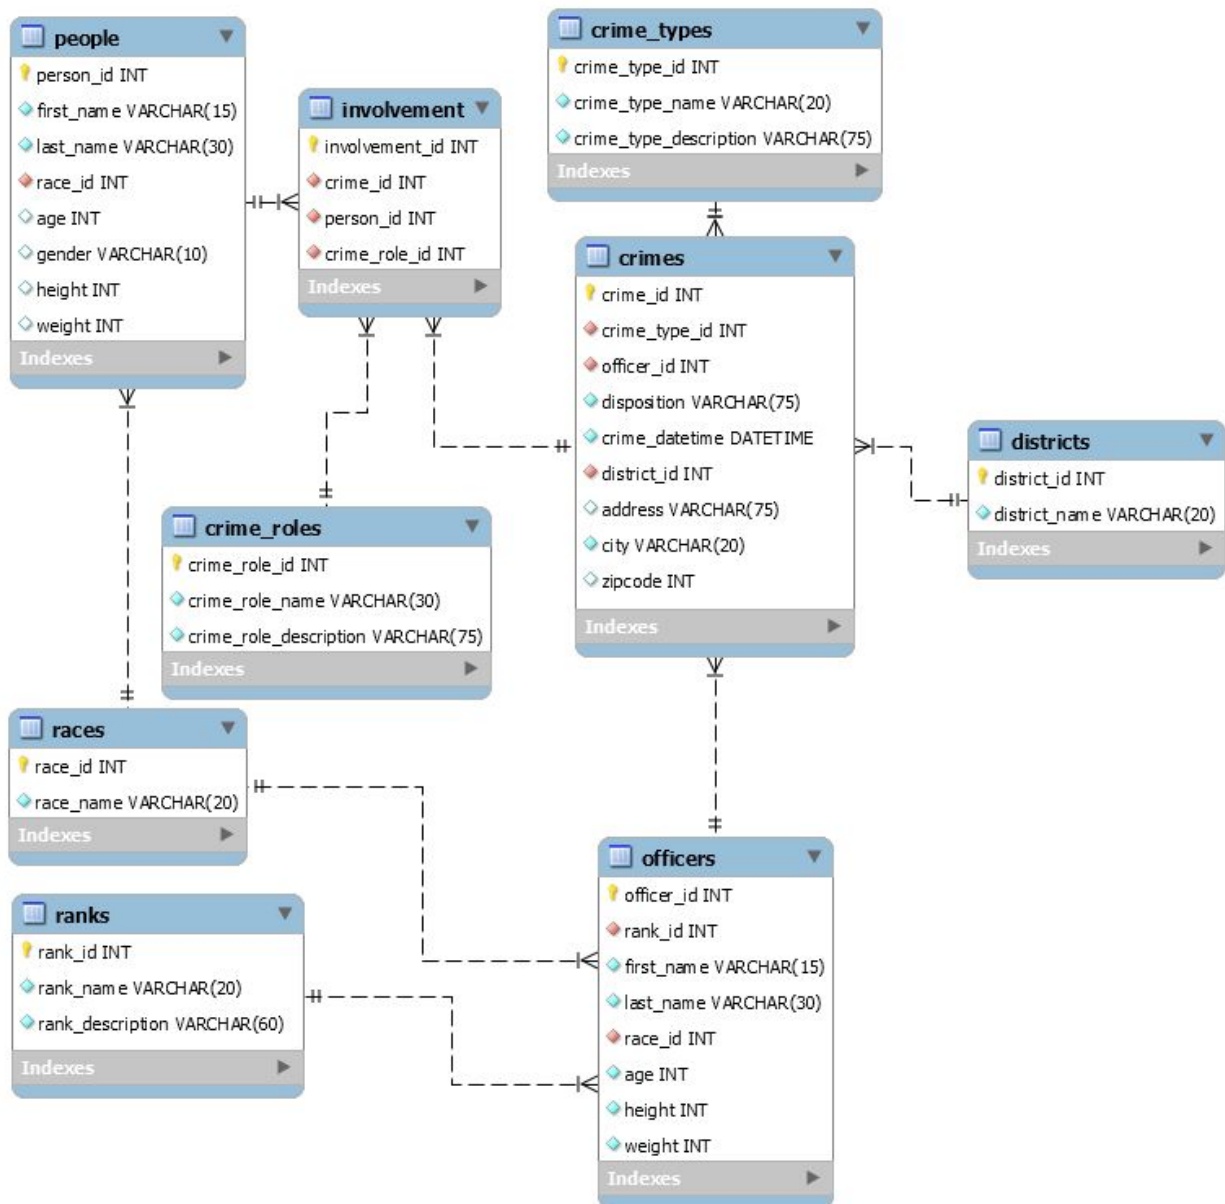 people
person_id INT
first_name VARCHAR(15)
last_name VARCHAR(30)
race_id INT
age INT
gender VARCHAR(10)
height INT
weight INT
Indexes
involvement
involvement_id INT
crime_id INT
person_id INT
crime_role_id INT
Indexes
crime_types
crime_type_id INT
crime_type_name VARCHAR(20)
crime_type_description VARCHAR(75)
Indexes
crimes
crime_id INT
crime_type_id INT
officer_id INT
disposition VARCHAR(75)
crime_datetime DATETIME
district_id INT
address VARCHAR(75)
city VARCHAR(20)
zipcode INT
Indexes
districts
district_id INT
district_name VARCHAR(20)
Indexes
crime_roles
crime_role_id INT
crime_role_name VARCHAR(30)
crime_role_description VARCHAR(75)
Indexes
races
race_id INT
race_name VARCHAR(20)
Indexes
ranks
rank_id INT
rank_name VARCHAR(20)
rank_description VARCHAR(60)
Indexes
officers
officer_id INT
rank_id INT
first_name VARCHAR(15)
last_name VARCHAR(30)
race_id INT
age INT
height INT
weight INT
Indexes